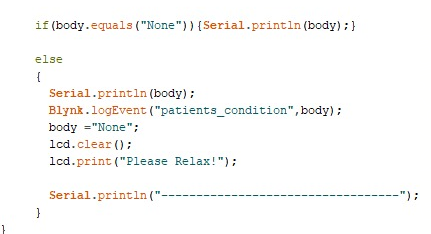 if(body.equals("None")){Serial.println(body);}
else
{
Serial.println(body);
Blynk.logEvent("patients_condition",body);
body ="None";
lcd.clear();
lcd.print("Please Relax!");
Serial.println("----------------------------------");
}
}